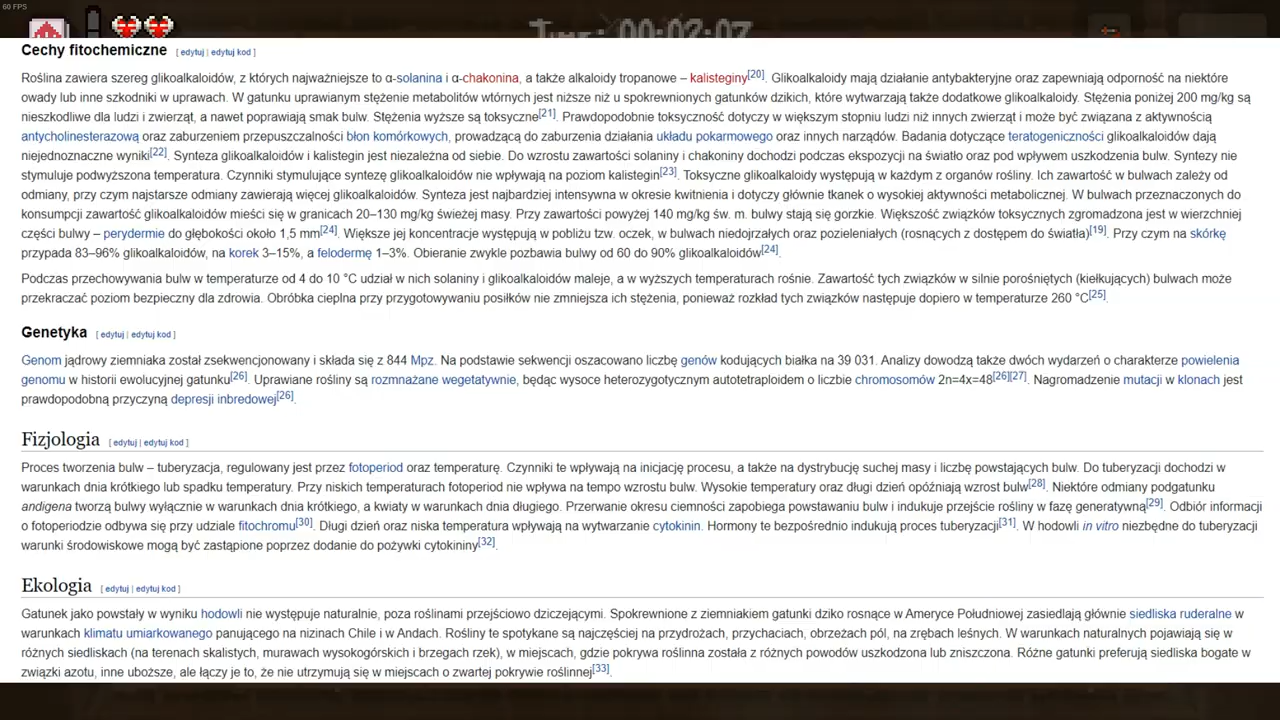 60 FPS
Time: 00:02:07
Cechy fitochemiczne [ edytuj | edytuj kod ]
Roślina zawiera szereg glikoalkaloidów, z których najważniejsze to α-solanina i α-chakonina, a także alkaloidy tropanowe – kalisteginy[20]. Glikoalkaloidy mają działanie antybakteryjne oraz zapewniają odporność na niektóre
owady lub inne szkodniki w uprawach. W gatunku uprawianym stężenie metabolitów wtórnych jest niższe niż u spokrewnionych gatunków dzikich, które wytwarzają także dodatkowe glikoalkaloidy. Stężenia poniżej 200 mg/kg są
nieszkodliwe dla ludzi i zwierząt, a nawet poprawiają smak bulw. Stężenia wyższe są toksyczne[21]. Prawdopodobnie toksyczność dotyczy w większym stopniu ludzi niż innych zwierząt i może być związana z aktywnością
antycholinesterazową oraz zaburzeniem przepuszczalności błon komórkowych, prowadzącą do zaburzenia działania układu pokarmowego oraz innych narządów. Badania dotyczące teratogeniczności glikoalkaloidów dają
niejednoznaczne wyniki[22]. Synteza glikoalkaloidów i kalistegin jest niezależna od siebie. Do wzrostu zawartości solaniny i chakoniny dochodzi podczas ekspozycji na światło oraz pod wpływem uszkodzenia bulw. Syntezy nie
stymuluje podwyższona temperatura. Czynniki stymulujące syntezę glikoalkaloidów nie wpływają na poziom kalistegin[23]. Toksyczne glikoalkaloidy występują w każdym z organów rośliny. Ich zawartość w bulwach zależy od
odmiany, przy czym najstarsze odmiany zawierają więcej glikoalkaloidów. Synteza jest najbardziej intensywna w okresie kwitnienia i dotyczy głównie tkanek o wysokiej aktywności metabolicznej. W bulwach przeznaczonych do
konsumpcji zawartość glikoalkaloidów mieści się w granicach 20–130 mg/kg świeżej masy. Przy zawartości powyżej 140 mg/kg św. m. bulwy stają się gorzkie. Większość związków toksycznych zgromadzona jest w wierzchniej
części bulwy – perydermie do głębokości około 1,5 mm[24]. Większe jej koncentracje występują w pobliżu tzw. oczek, w bulwach niedojrzałych oraz pozieleniałych (rosnących z dostępem do światła)[19]. Przy czym na skórkę
przypada 83–96% glikoalkaloidów, na korek 3–15%, a felodermę 1–3%. Obieranie zwykle pozbawia bulwy od 60 do 90% glikoalkaloidów[24].
Podczas przechowywania bulw w temperaturze od 4 do 10 °C udział w nich solaniny i glikoalkaloidów maleje, a w wyższych temperaturach rośnie. Zawartość tych związków w silnie porośniętych (kiełkujących) bulwach może
przekraczać poziom bezpieczny dla zdrowia. Obróbka cieplna przy przygotowaniu posiłków nie zmniejsza ich stężenia, ponieważ rozkład tych związków następuje dopiero w temperaturze 260 °C[25].
Genetyka [ edytuj | edytuj kod ]
Genom jądrowy ziemniaka został zsekwencjonowany i składa się z 844 Mpz. Na podstawie sekwencji oszacowano liczbę genów kodujących białka na 39 031. Analizy dowodzą także dwóch wydarzeń o charakterze powielenia
genomu w historii ewolucyjnej gatunku[26]. Uprawiane rośliny są rozmnażane wegetatywnie, będąc wysoce heterozygotycznym autotetraploidem o liczbie chromosomów 2n=4x=48[26][27]. Nagromadzenie mutacji w klonach jest
prawdopodobną przyczyną depresji inbredowej[26].
Fizjologia [ edytuj | edytuj kod ]
Proces tworzenia bulw – tuberyzacja, regulowany jest przez fotoperiod oraz temperaturę. Czynniki te wpływają na inicjację procesu, a także na dystrybucję suchej masy i liczbę powstających bulw. Do tuberyzacji dochodzi w
warunkach dnia krótkiego lub spadku temperatury. Przy niskich temperaturach fotoperiod nie wpływa na tempo wzrostu bulw. Wysokie temperatury oraz długi dzień opóźniają wzrost bulw[28]. Niektóre odmiany podgatunku
andigena tworzą bulwy wyłącznie w warunkach dnia krótkiego, a kwiaty w warunkach dnia długiego. Przerwanie okresu ciemności zapobiega powstawaniu bulw i indukuje przejście rośliny w fazę generatywną[29]. Odbiór informacji
o fotoperiodzie odbywa się przy udziale fitochromu[30]. Długi dzień oraz niska temperatura wpływają na wytwarzanie cytokinin. Hormony te bezpośrednio indukują proces tuberyzacji[31]. W hodowli in vitro niezbędne do tuberyzacji
warunki środowiskowe mogą być zastąpione poprzez dodanie do pożywki cytokininy[32].
Ekologia [ edytuj | edytuj kod ]
Gatunek jako powstały w wyniku hodowli nie występuje naturalnie, poza roślinami przejściowo dziczejącymi. Spokrewnione z ziemniakiem gatunki dziko rosnące w Ameryce Południowej zasiedlają głównie siedliska ruderalne w
warunkach klimatu umiarkowanego panującego na nizinach Chile i w Andach. Rośliny te spotykane są najczęściej na przydrożach, przychaciach, obrzeżach pól, na zrębach leśnych. W warunkach naturalnych pojawiają się w
różnych siedliskach (na terenach skalistych, murawach wysokogórskich i brzegach rzek), w miejscach, gdzie pokrywa roślinna została z różnych powodów uszkodzona lub zniszczona. Różne gatunki preferują siedliska bogate w
związki azotu, inne uboższe, ale łączy je to, że nie utrzymują się w miejscach o zwartej pokrywie roślinnej[33].